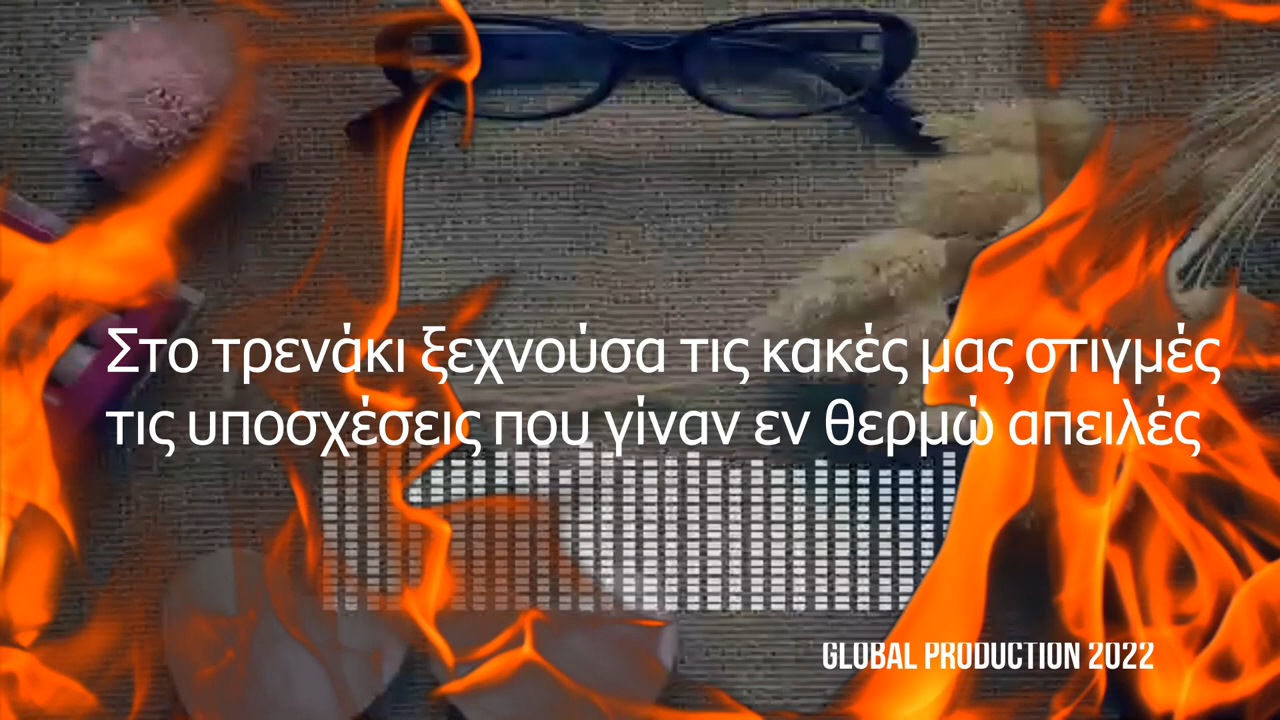 Στο τρενάκι ξεχνούσα τις κακές μας στιγμές
τις υποσχέσεις που γίναν εν θερμώ απειλές
GLOBAL PRODUCTION 2022